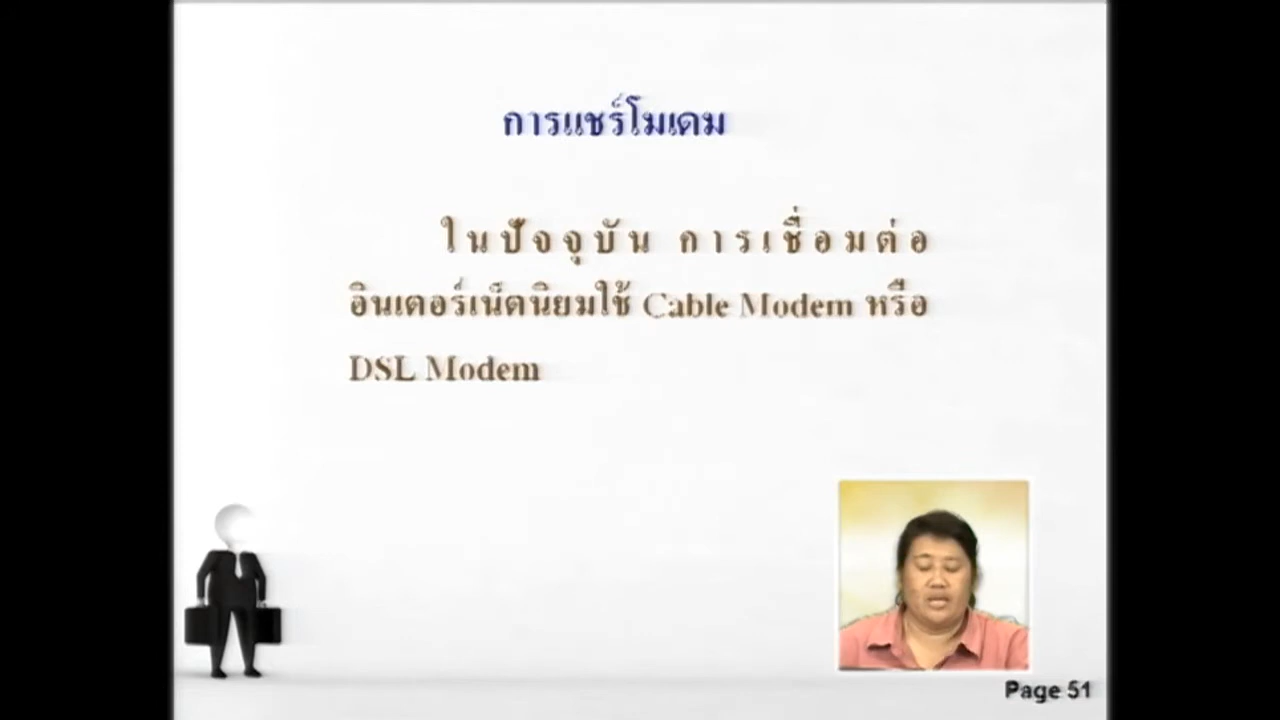 การแชร์โมเดม
ในปัจจุบัน การเชื่อมต่อ
อินเตอร์เน็ตนิยมใช้ Cable Modem หรือ
DSL Modem
Page 51